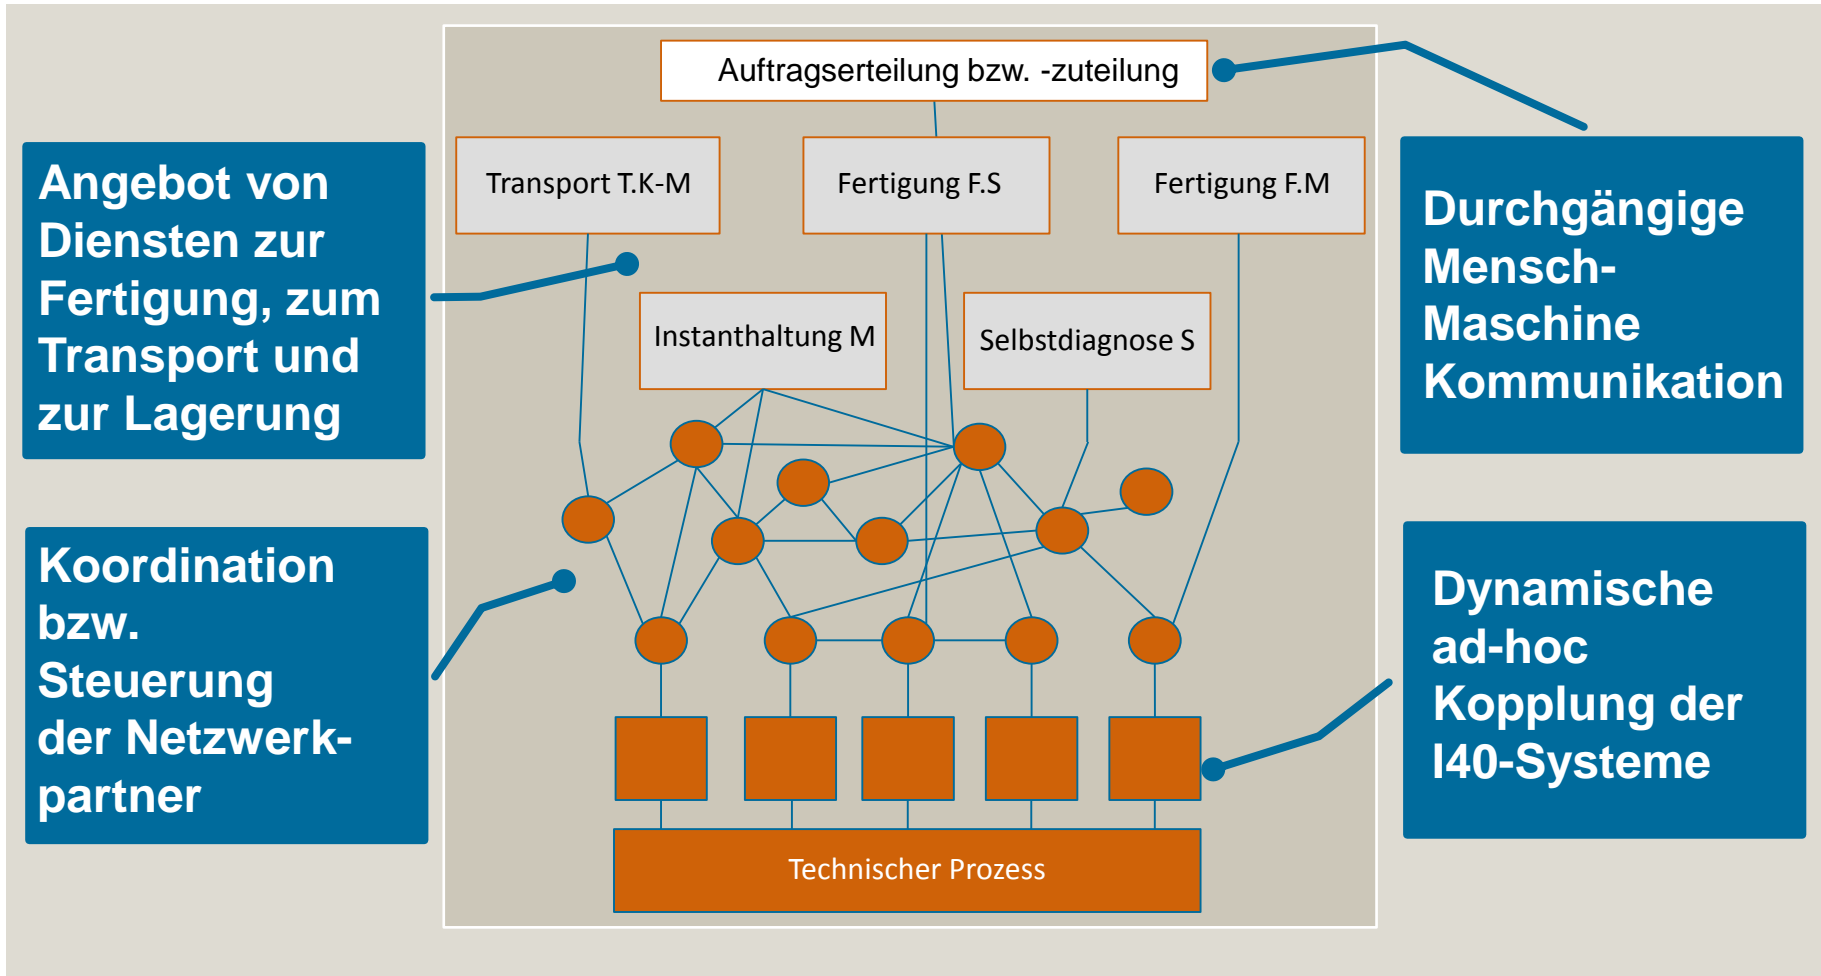 Auftragserteilung bzw. -zuteilung
Transport T.K-M
Fertigung F.S
Fertigung F.M
Instanthaltung M
Selbstdiagnose S
Technischer Prozess
Angebot von
Diensten zur
Fertigung, zum
Transport und
zur Lagerung
Koordination
bzw.
Steuerung
der Netzwerk-
partner
Durchgängige
Mensch-
Maschine
Kommunikation
Dynamische
ad-hoc
Kopplung der
I40-Systeme